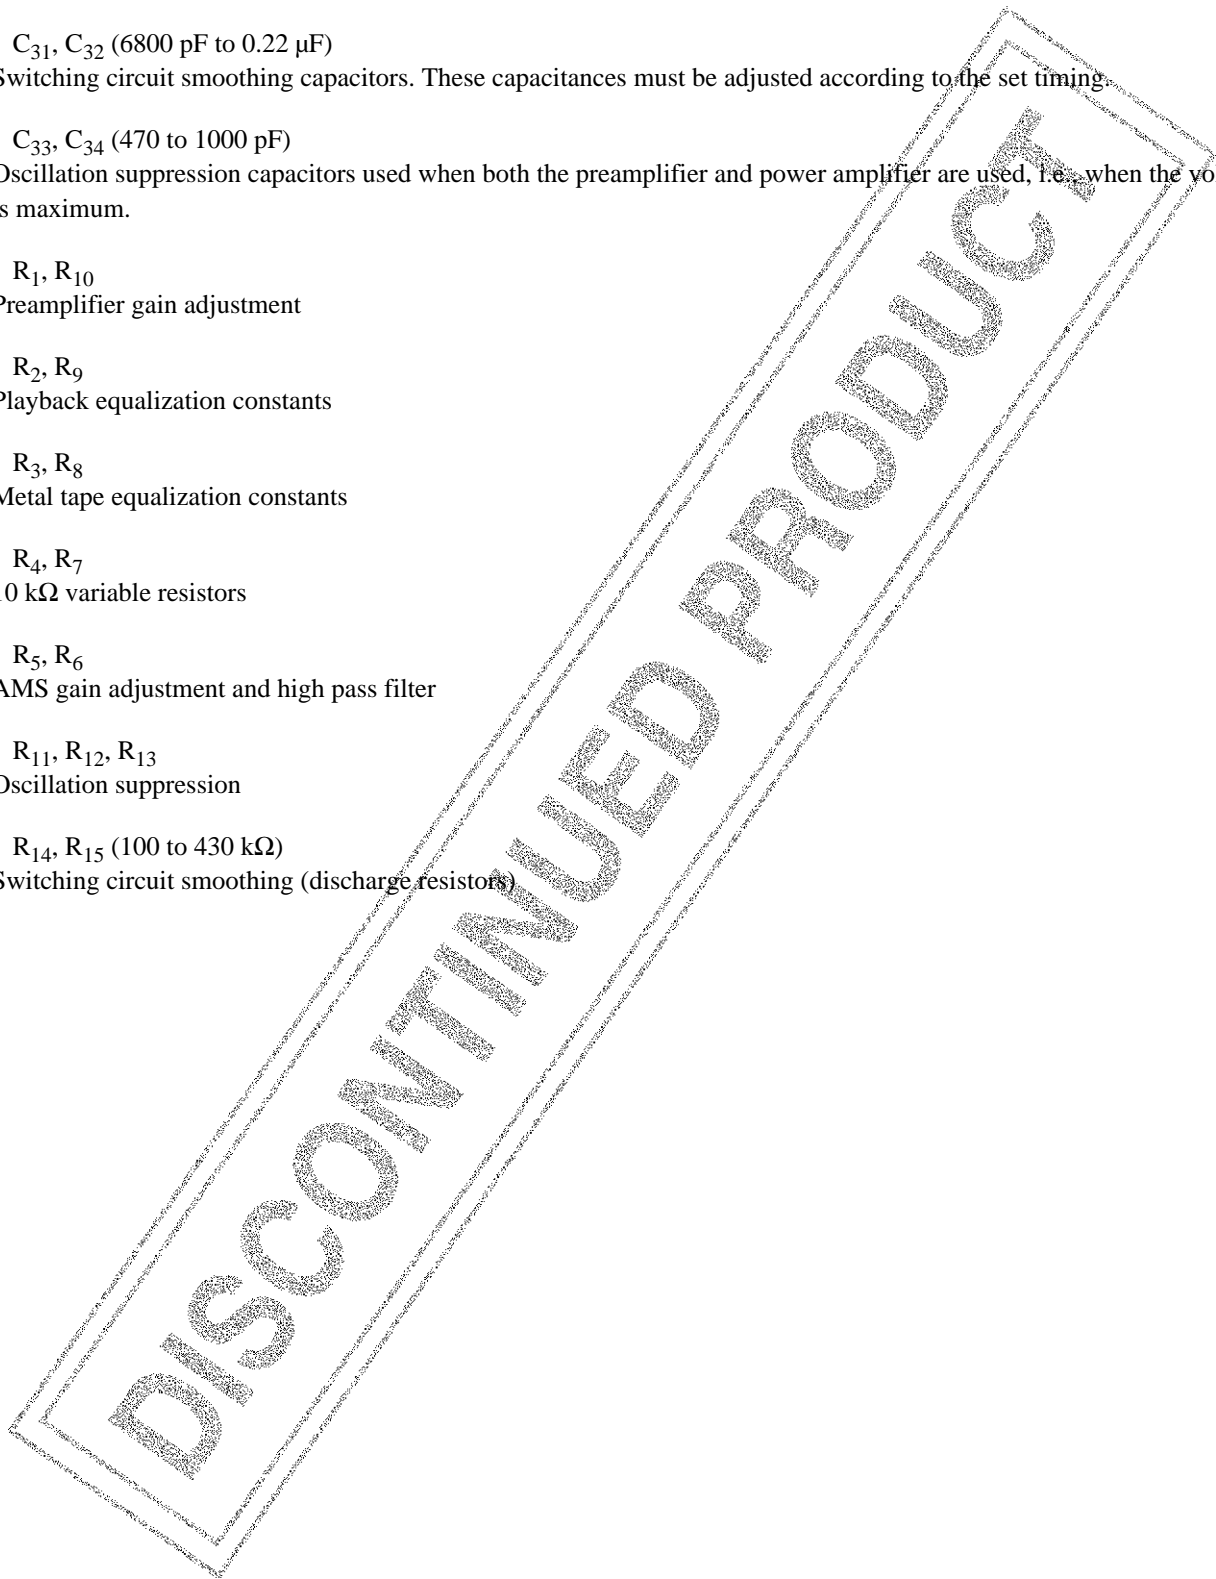 C31, C32 (6800 pF to 0.22 µF)
Switching circuit smoothing capacitors. These capacitances must be adjusted according to the set timing.
C33, C34 (470 to 1000 pF)
Oscillation suppression capacitors used when both the preamplifier and power amplifier are used, i.e., when the vo
is maximum.
R1, R10
Preamplifier gain adjustment
R2, R9
Playback equalization constants
R3, R8
Metal tape equalization constants
R4, R7
10 kΩ variable resistors
R5, R6
AMS gain adjustment and high pass filter
R11, R12, R13
Oscillation suppression
R14, R15 (100 to 430 kΩ)
Switching circuit smoothing (discharge resistors)
DISCONTINUED PRODUCT